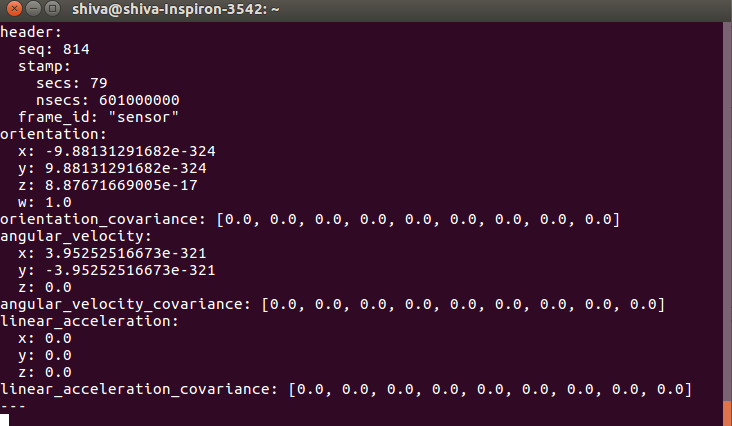 shiva@shiva-Inspiron-3542: ~
header:
  seq: 814
  stamp:
    secs: 79
    nsecs: 601000000
  frame_id: "sensor"
orientation:
  x: -9.88131291682e-324
  y: 9.88131291682e-324
  z: 8.87671669005e-17
  w: 1.0
orientation_covariance: [0.0, 0.0, 0.0, 0.0, 0.0, 0.0, 0.0, 0.0, 0.0]
angular_velocity:
  x: 3.95252516673e-321
  y: -3.95252516673e-321
  z: 0.0
angular_velocity_covariance: [0.0, 0.0, 0.0, 0.0, 0.0, 0.0, 0.0, 0.0, 0.0]
linear_acceleration:
  x: 0.0
  y: 0.0
  z: 0.0
linear_acceleration_covariance: [0.0, 0.0, 0.0, 0.0, 0.0, 0.0, 0.0, 0.0, 0.0]
---